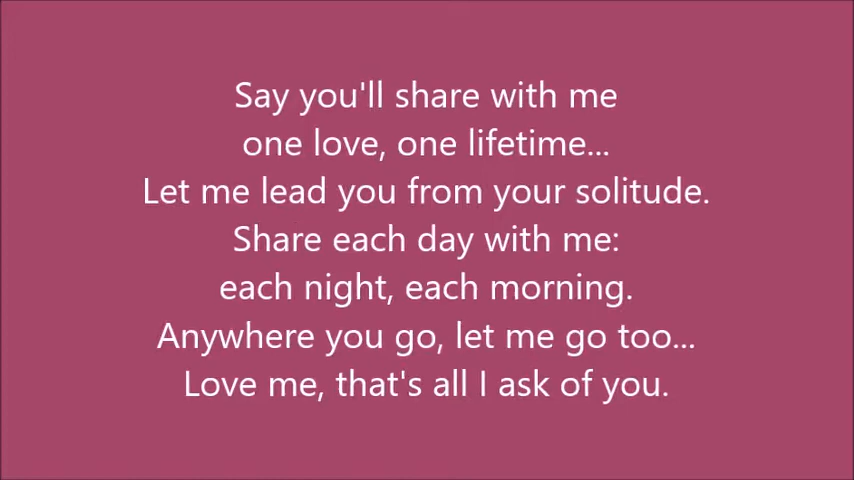 Say you'll share with me
one love, one lifetime...
Let me lead you from your solitude.
Share each day with me:
each night, each morning.
Anywhere you go, let me go too...
Love me, that's all I ask of you.